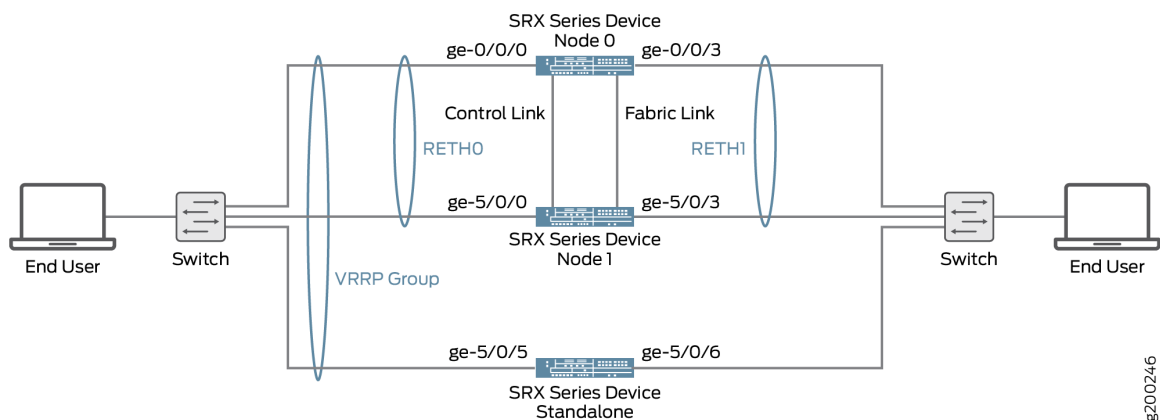 SRX Series Device
Node 0
ge-0/0/0
ge-0/0/3
Control Link
Fabric Link
RETH0
RETH1
ge-5/0/0
ge-5/0/3
SRX Series Device
Node 1
End User
Switch
Switch
End User
VRRP Group
ge-5/0/5
ge-5/0/6
SRX Series Device
Standalone
g200246